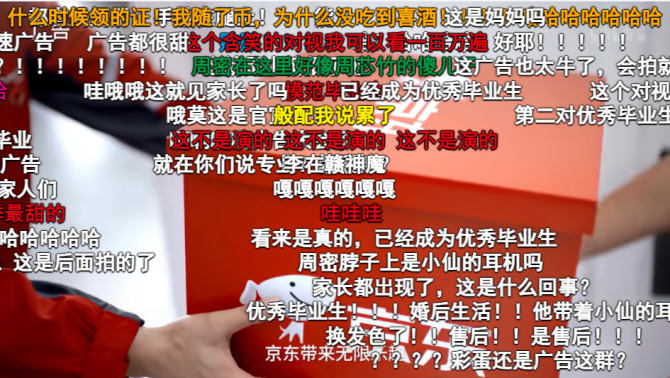 什么时候领的证！我随了币，为什么没吃到喜酒！这是妈妈吗 哈哈哈哈哈哈
速广告 广告都很甜 这个含笑的对视我可以看一百万遍 好耶！！！！！
？！！！！！！！！ 周密在这里好像周芯竹的傻儿 这广告也太牛了，会拍就
哈 哇哦哦这就见家长了吗 模范毕 已经成为优秀毕业生 这个对视
哦莫这是官 般配我说累了 第二对优秀毕业生
毕业 这不是演的 这不是演的 这不是演的
广告 就在你们说专业 李在赣神魔？
家人们 嘎嘎嘎嘎嘎嘎
最甜的 哇哇哇
哈哈哈哈哈 看来是真的，已经成为优秀毕业生
。这是后面拍的了 周密脖子上是小仙的耳机吗
家长都出现了，这是什么回事？
优秀毕业生！！！婚后生活！！他带着小仙的耳
换发色了！！售后！！是售后！！！
京东带来无限 ？？？？彩蛋还是广告这群？